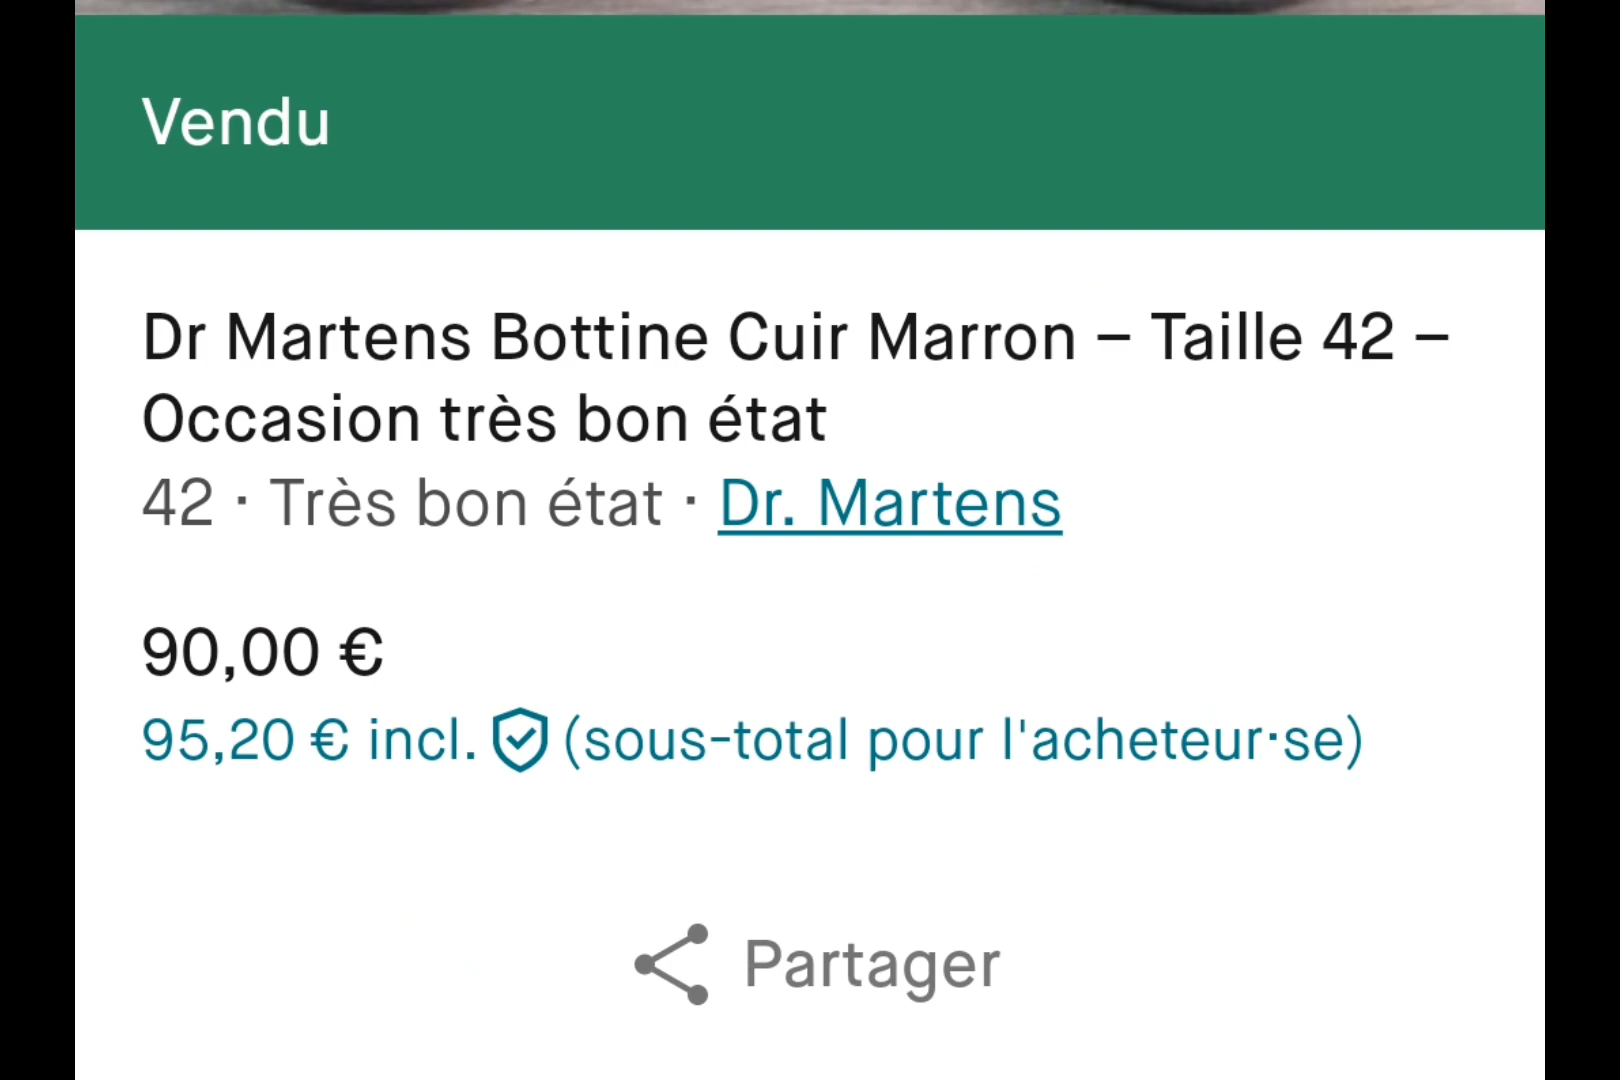 Vendu
Dr Martens Bottine Cuir Marron – Taille 42 –
Occasion très bon état
42 · Très bon état · Dr. Martens
90,00 €
95,20 € incl. (sous-total pour l'acheteur·se)
Partager